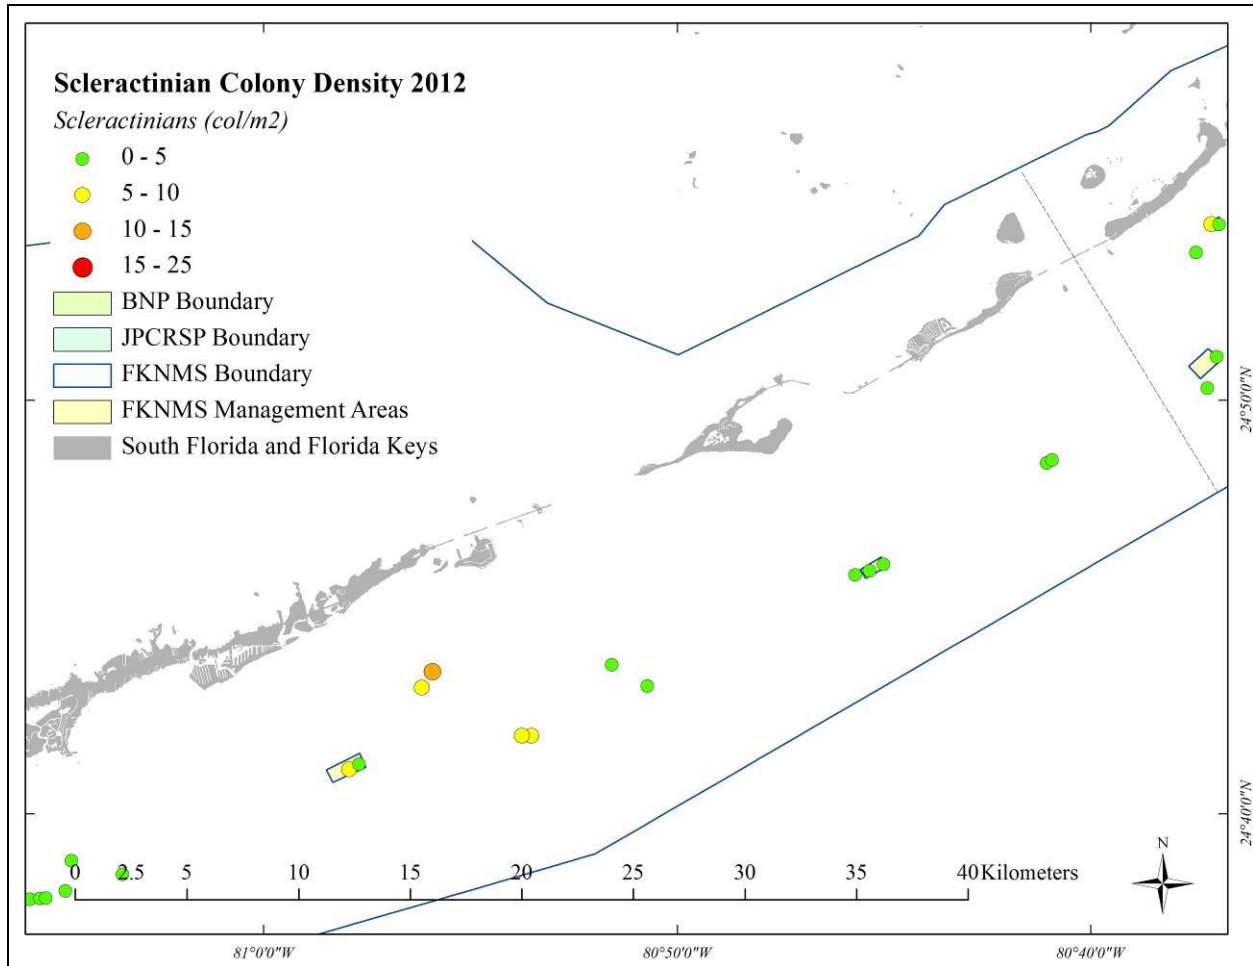 Scleractinian Colony Density 2012
Scleractinians (col/m2)
0 - 5
5 - 10
10 - 15
15 - 25
BNP Boundary
JPCRSP Boundary
FKNMS Boundary
FKNMS Management Areas
South Florida and Florida Keys
24°50'0"N
24°40'0"N
N
0 2.5 5 10 15 20 25 30 35 40 Kilometers
81°0'0"W 80°50'0"W 80°40'0"W